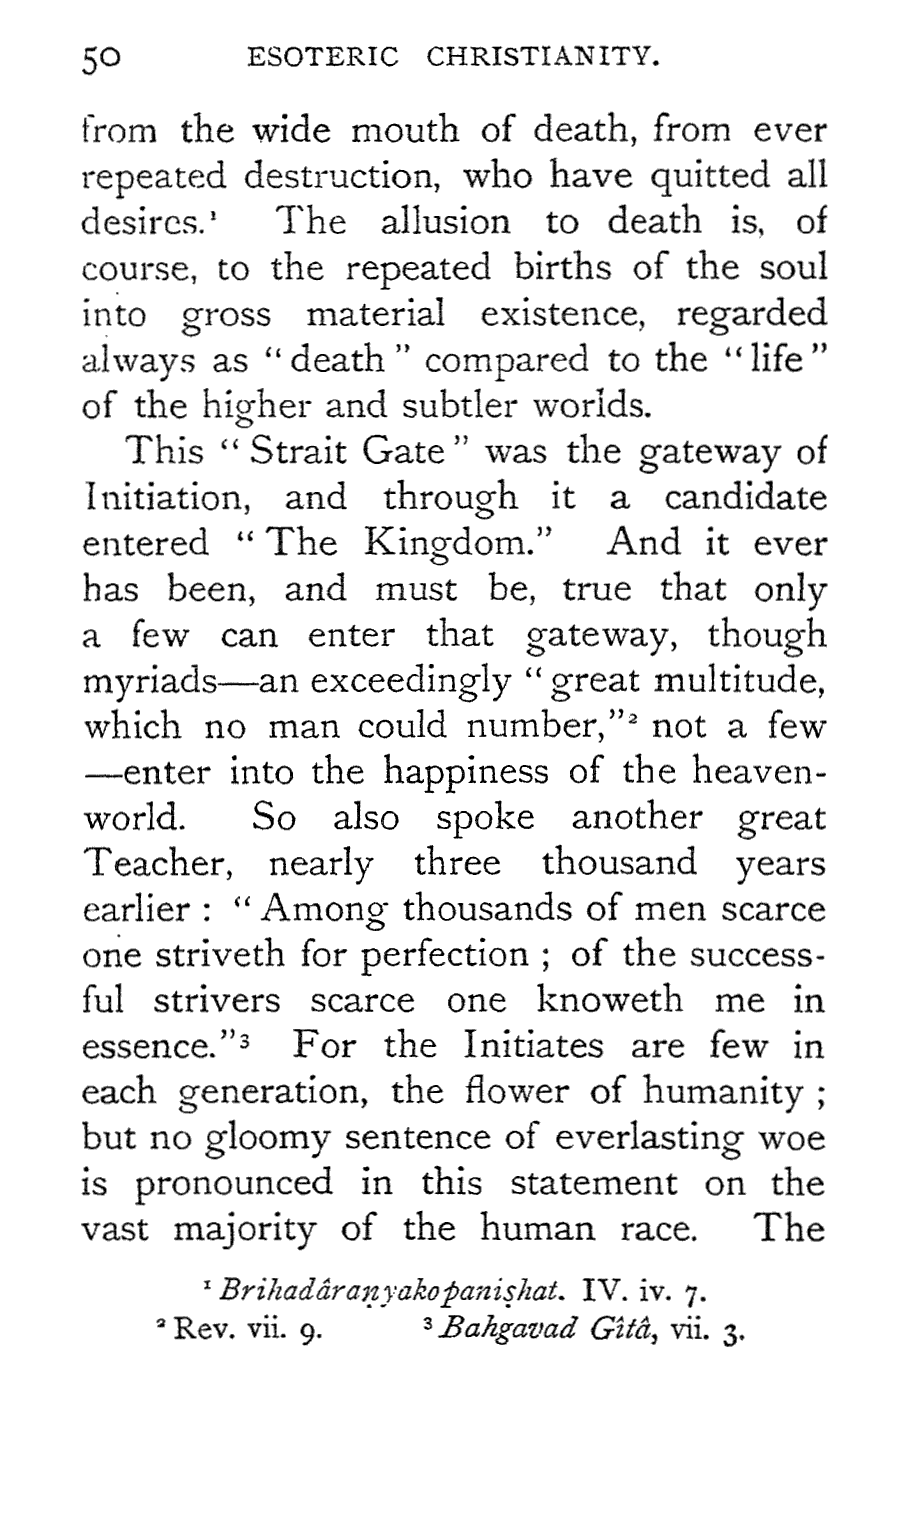 50 ESOTERIC CHRISTIANITY.
from the wide mouth of death, from ever
repeated destruction, who have quitted all
desires.¹ The allusion to death is, of
course, to the repeated births of the soul
into gross material existence, regarded
always as “ death ” compared to the “ life ”
of the higher and subtler worlds.
This “ Strait Gate ” was the gateway of
Initiation, and through it a candidate
entered “ The Kingdom.” And it ever
has been, and must be, true that only
a few can enter that gateway, though
myriads—an exceedingly “ great multitude,
which no man could number,”² not a few
—enter into the happiness of the heaven-
world. So also spoke another great
Teacher, nearly three thousand years
earlier : “ Among thousands of men scarce
one striveth for perfection ; of the success-
ful strivers scarce one knoweth me in
essence.”³ For the Initiates are few in
each generation, the flower of humanity ;
but no gloomy sentence of everlasting woe
is pronounced in this statement on the
vast majority of the human race. The
¹ Brihadâraṇyakopaniṣhat. IV. iv. 7.
² Rev. vii. 9. ³ Bahgavad Gîtâ, vii. 3.